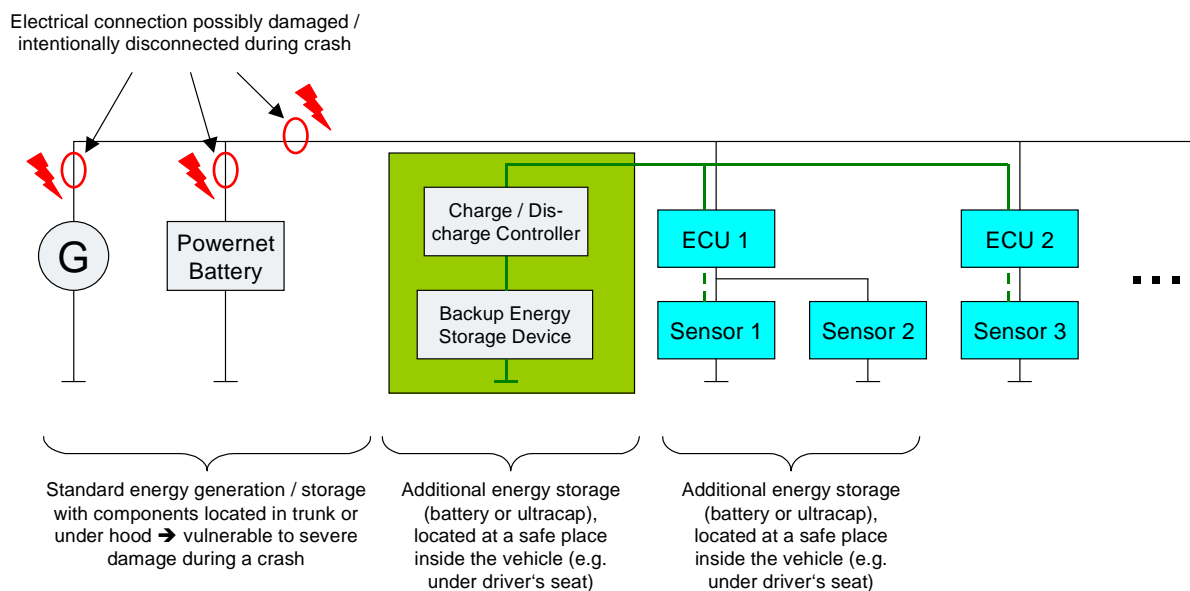 Electrical connection possibly damaged /
intentionally disconnected during crash
G
Powernet
Battery
Charge / Dis-
charge Controller
Backup Energy
Storage Device
ECU 1
ECU 2
Sensor 1
Sensor 2
Sensor 3
...
Standard energy generation / storage
with components located in trunk or
under hood ➔ vulnerable to severe
damage during a crash
Additional energy storage
(battery or ultracap),
located at a safe place
inside the vehicle (e.g.
under driver‘s seat)
Additional energy storage
(battery or ultracap),
located at a safe place
inside the vehicle (e.g.
under driver‘s seat)